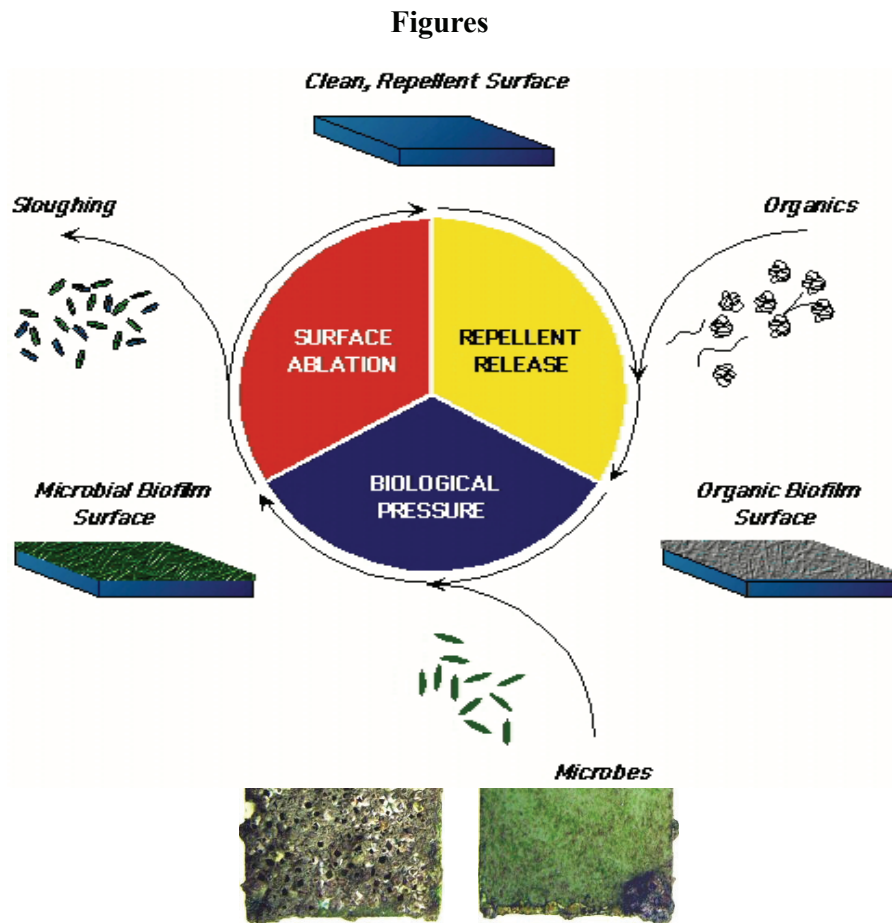 Figures
Clean, Repellent Surface
Sloughing
Organics
SURFACE
ABLATION
REPELLENT
RELEASE
BIOLOGICAL
PRESSURE
Microbial Biofilm
Surface
Organic Biofilm
Surface
Microbes